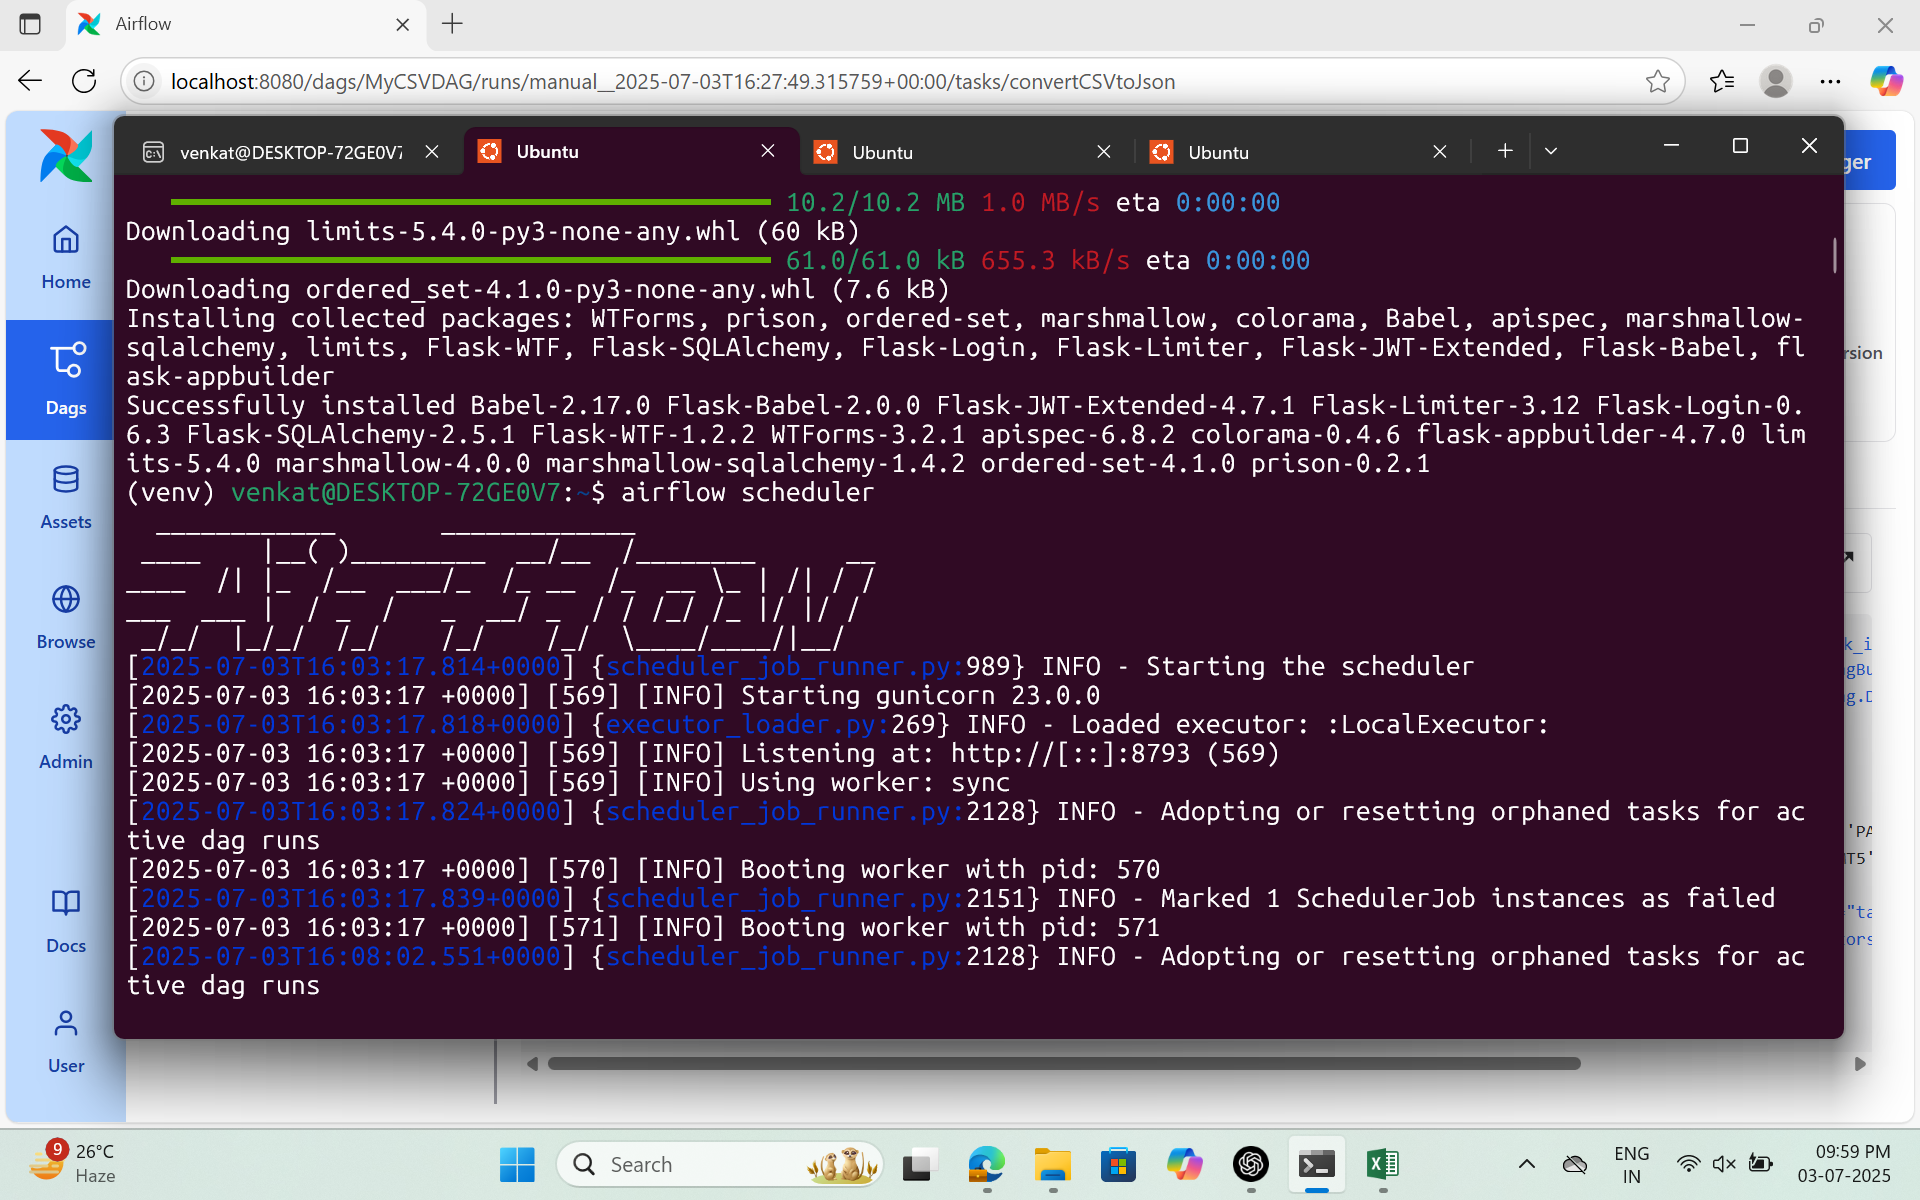 Airflow
localhost:8080/dags/MyCSVDAG/runs/manual__2025-07-03T16:27:49.315759+00:00/tasks/convertCSVtoJson
venkat@DESKTOP-72GE0V7
Ubuntu
Ubuntu
Ubuntu
10.2/10.2 MB 1.0 MB/s eta 0:00:00
Downloading limits-5.4.0-py3-none-any.whl (60 kB)
61.0/61.0 kB 655.3 kB/s eta 0:00:00
Downloading ordered_set-4.1.0-py3-none-any.whl (7.6 kB)
Installing collected packages: WTForms, prison, ordered-set, marshmallow, colorama, Babel, apispec, marshmallow-
sqlalchemy, limits, Flask-WTF, Flask-SQLAlchemy, Flask-Login, Flask-Limiter, Flask-JWT-Extended, Flask-Babel, fl
ask-appbuilder
Successfully installed Babel-2.17.0 Flask-Babel-2.0.0 Flask-JWT-Extended-4.7.1 Flask-Limiter-3.12 Flask-Login-0.
6.3 Flask-SQLAlchemy-2.5.1 Flask-WTF-1.2.2 WTForms-3.2.1 apispec-6.8.2 colorama-0.4.6 flask-appbuilder-4.7.0 lim
its-5.4.0 marshmallow-4.0.0 marshmallow-sqlalchemy-1.4.2 ordered-set-4.1.0 prison-0.2.1
(venv) venkat@DESKTOP-72GE0V7:~$ airflow scheduler
[2025-07-03T16:03:17.814+0000] {scheduler_job_runner.py:989} INFO - Starting the scheduler
[2025-07-03 16:03:17 +0000] [569] [INFO] Starting gunicorn 23.0.0
[2025-07-03T16:03:17.818+0000] {executor_loader.py:269} INFO - Loaded executor: :LocalExecutor:
[2025-07-03 16:03:17 +0000] [569] [INFO] Listening at: http://[::]:8793 (569)
[2025-07-03 16:03:17 +0000] [569] [INFO] Using worker: sync
[2025-07-03T16:03:17.824+0000] {scheduler_job_runner.py:2128} INFO - Adopting or resetting orphaned tasks for ac
tive dag runs
[2025-07-03 16:03:17 +0000] [570] [INFO] Booting worker with pid: 570
[2025-07-03T16:03:17.839+0000] {scheduler_job_runner.py:2151} INFO - Marked 1 SchedulerJob instances as failed
[2025-07-03 16:03:17 +0000] [571] [INFO] Booting worker with pid: 571
[2025-07-03T16:08:02.551+0000] {scheduler_job_runner.py:2128} INFO - Adopting or resetting orphaned tasks for ac
tive dag runs
Home
Dags
Assets
Browse
Admin
Docs
User
9
26°C
Haze
Search
ENG
IN
09:59 PM
03-07-2025